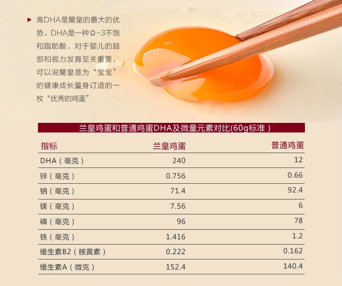 高DHA是蘭皇的最大的优
势。DHA是一种Ω-3不饱
和脂肪酸，对于婴儿的脑
部和视力发育至关重要，
可以说蘭皇是为“宝宝”
的健康成长量身订造的一
枚“优秀的鸡蛋”
兰皇鸡蛋和普通鸡蛋DHA及微量元素对比(60g标准)
指标 兰皇鸡蛋 普通鸡蛋
DHA（毫克） 240 12
锌（毫克） 0.756 0.66
钠（毫克） 71.4 92.4
镁（毫克） 7.56 6
磷（毫克） 96 78
铁（毫克） 1.416 1.2
维生素B2（核黄素） 0.222 0.162
维生素A（微克） 152.4 140.4